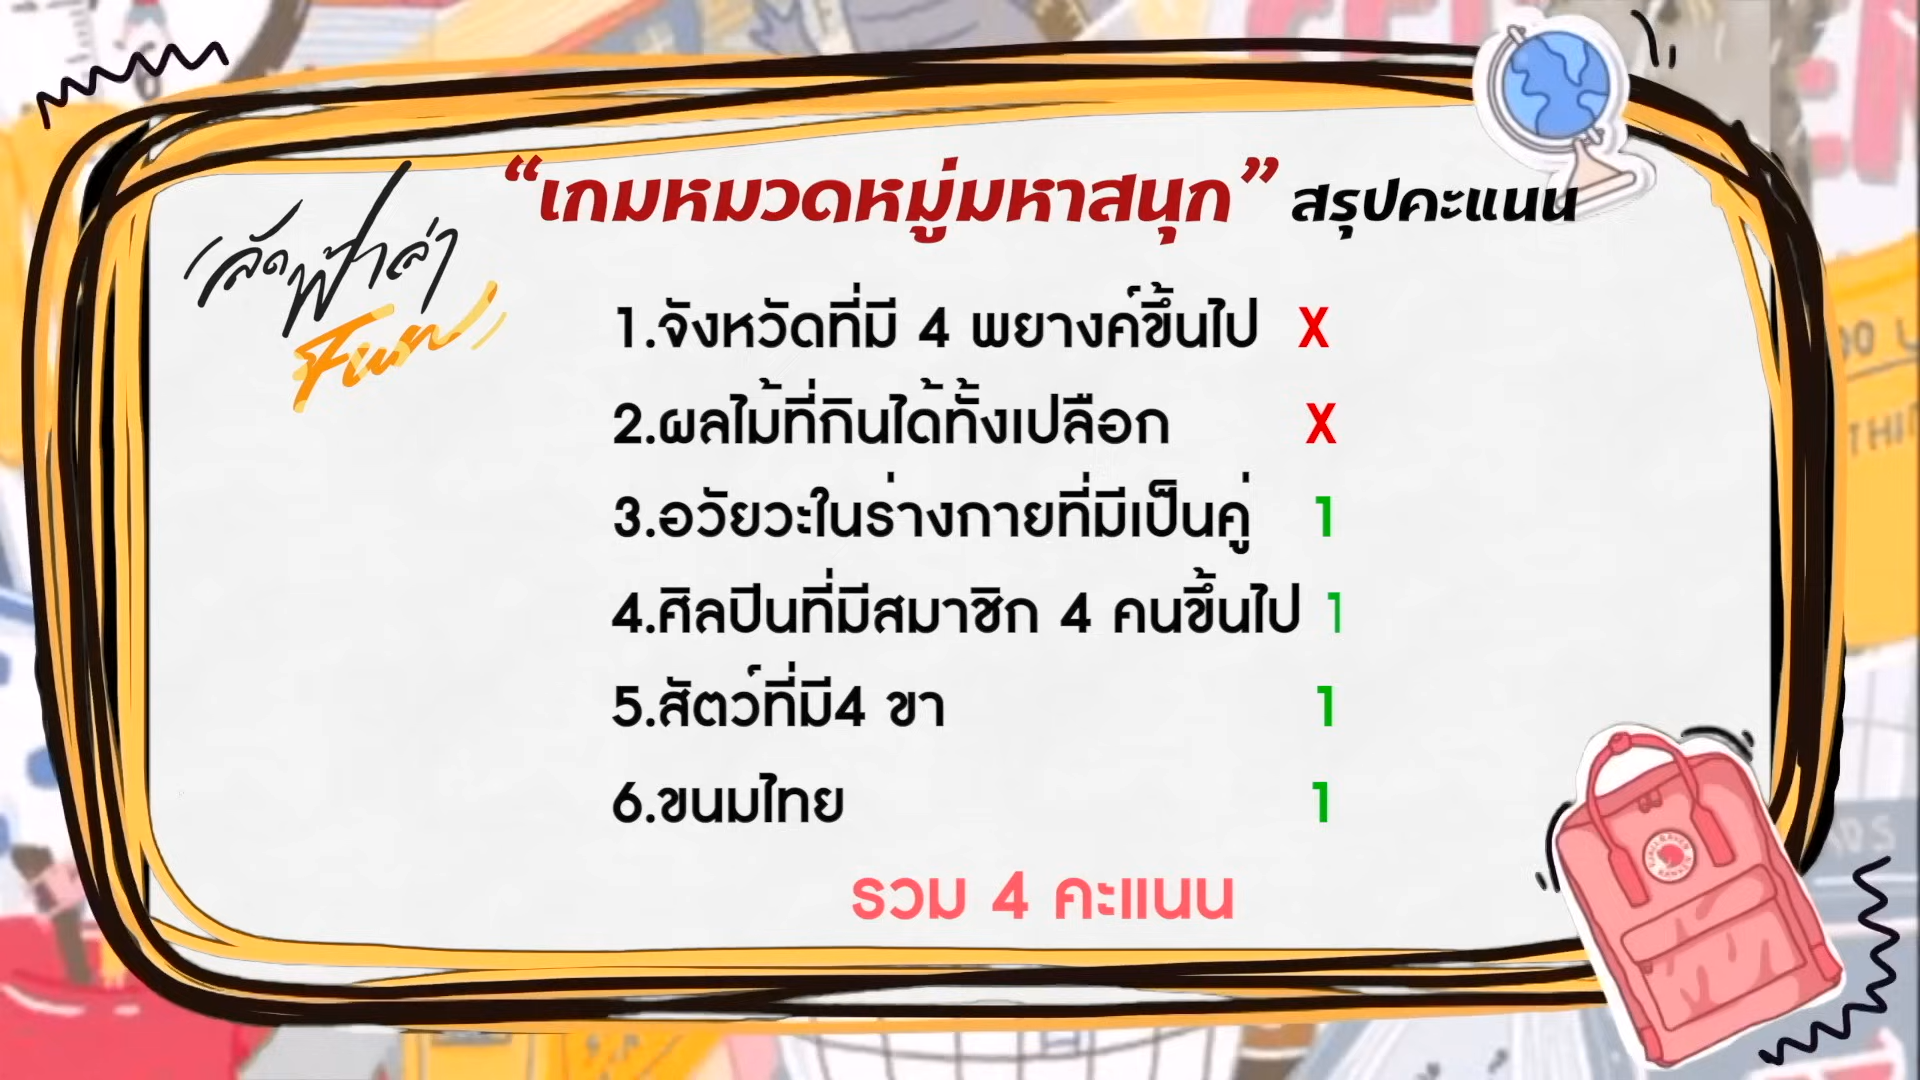 “เกมหมวดหมู่มหาสนุก” สรุปคะแนน
ลัดฟ้าล่า
Fun
1.จังหวัดที่มี 4 พยางค์ขึ้นไป X
2.ผลไม้ที่กินได้ทั้งเปลือก X
3.อวัยวะในร่างกายที่มีเป็นคู่ 1
4.ศิลปินที่มีสมาชิก 4 คนขึ้นไป 1
5.สัตว์ที่มี4 ขา 1
6.ขนมไทย 1
รวม 4 คะแนน